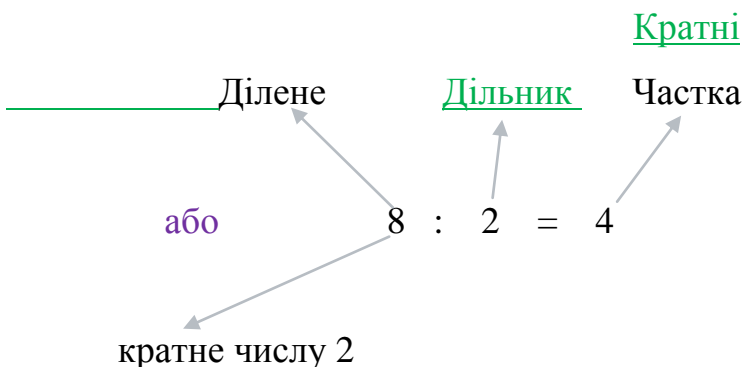 Кратні
Ділене Дільник Частка
або 8 : 2 = 4
кратне числу 2